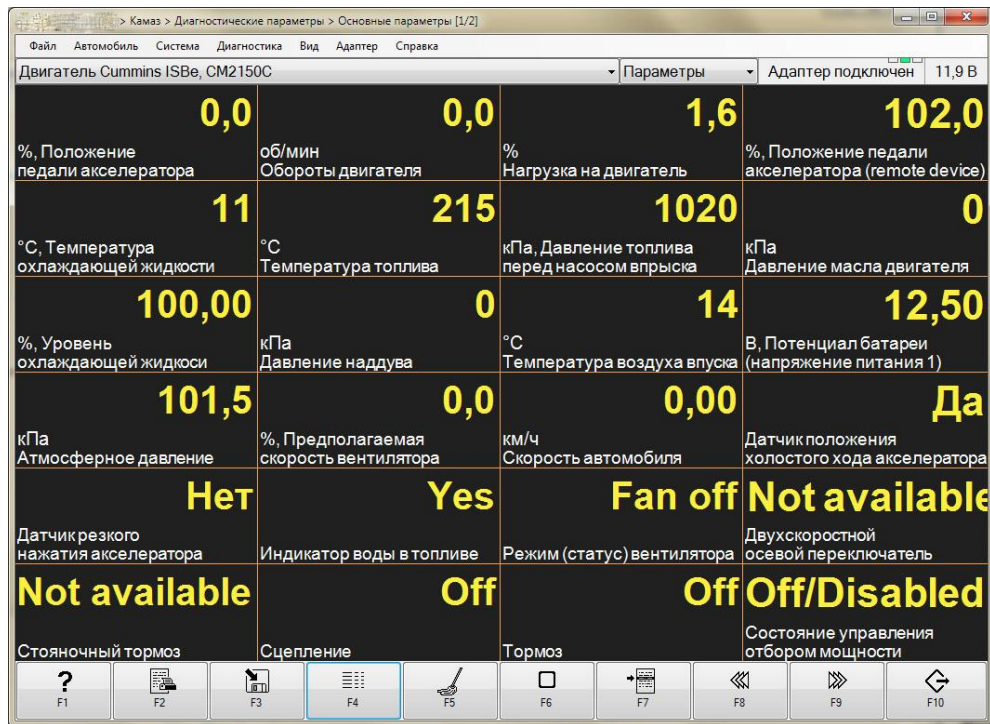 > Камаз > Диагностические параметры > Основные параметры [1/2]
Файл Автомобиль Система Диагностика Вид Адаптер Справка
Двигатель Cummins ISBe, CM2150C Параметры Адаптер подключен 11,9 В
0,0
%, Положение
педали акселератора
0,0
об/мин
Обороты двигателя
1,6
%
Нагрузка на двигатель
102,0
%, Положение педали
акселератора (remote device)
11
°C, Температура
охлаждающей жидкости
215
°C
Температура топлива
1020
кПа, Давление топлива
перед насосом впрыска
0
кПа
Давление масла двигателя
100,00
%, Уровень
охлаждающей жидкоси
0
кПа
Давление наддува
14
°C
Температура воздуха впуска
12,50
В, Потенциал батареи
(напряжение питания 1)
101,5
кПа
Атмосферное давление
0,0
%, Предполагаемая
скорость вентилятора
0,00
км/ч
Скорость автомобиля
Да
Датчик положения
холостого хода акселератора
Нет
Датчик резкого
нажатия акселератора
Yes
Индикатор воды в топливе
Fan off
Режим (статус) вентилятора
Not available
Двухскоростной
осевой переключатель
Not available
Стояночный тормоз
Off
Сцепление
Off
Тормоз
Off/Disabled
Состояние управления
отбором мощности
?
F1 F2 F3 F4 F5 F6 F7 F8 F9 F10